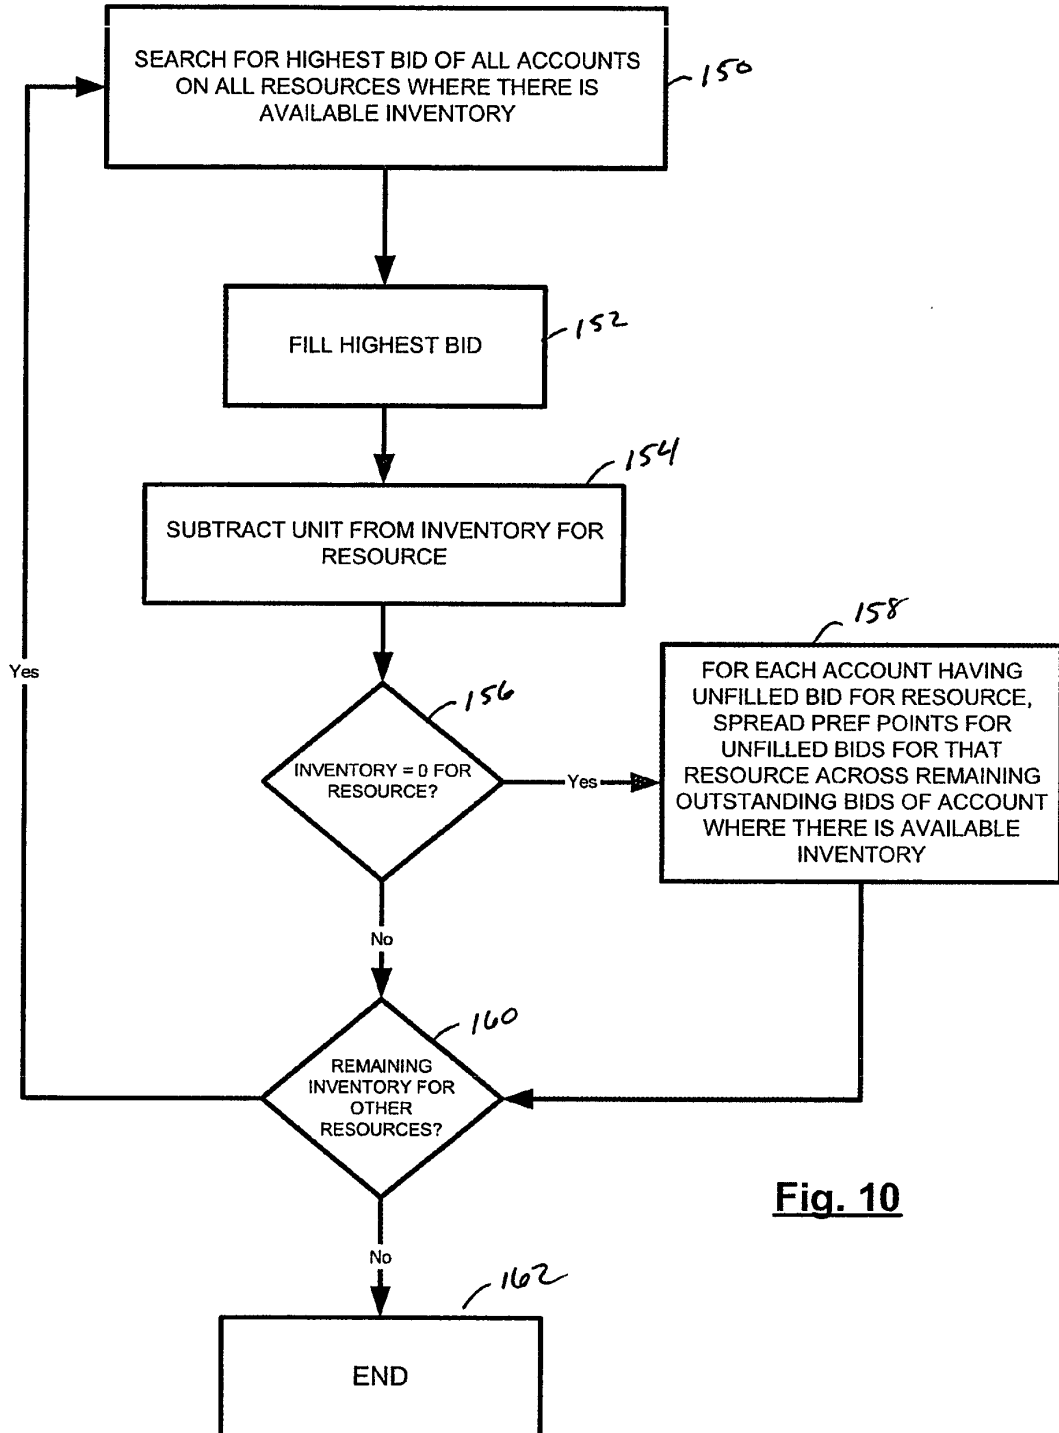 SEARCH FOR HIGHEST BID OF ALL ACCOUNTS
ON ALL RESOURCES WHERE THERE IS
AVAILABLE INVENTORY
150
FILL HIGHEST BID
152
154
SUBTRACT UNIT FROM INVENTORY FOR
RESOURCE
158
Yes
156
INVENTORY = 0 FOR
RESOURCE?
Yes
FOR EACH ACCOUNT HAVING
UNFILLED BID FOR RESOURCE,
SPREAD PREF POINTS FOR
UNFILLED BIDS FOR THAT
RESOURCE ACROSS REMAINING
OUTSTANDING BIDS OF ACCOUNT
WHERE THERE IS AVAILABLE
INVENTORY
No
160
REMAINING
INVENTORY FOR
OTHER
RESOURCES?
Fig. 10
No
162
END